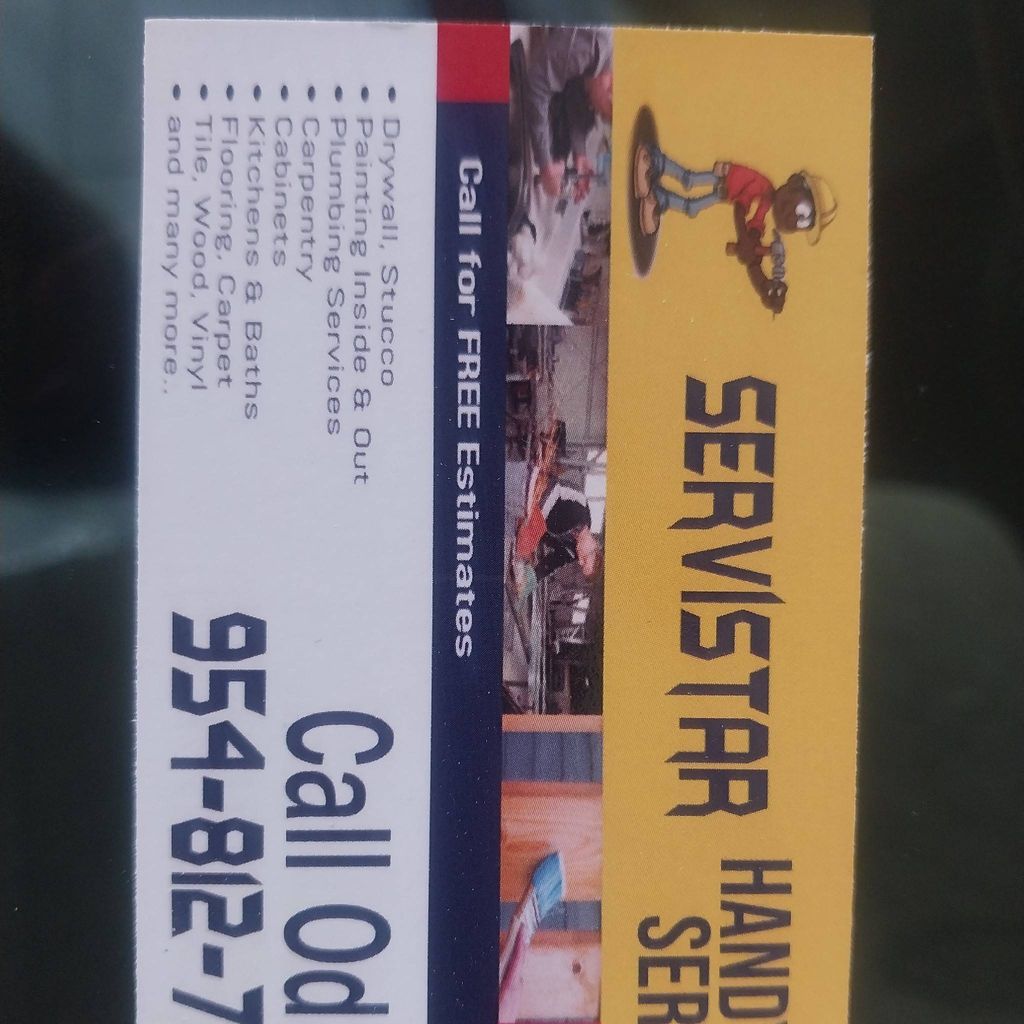 SERVISTAR
HAND
SER
Call for FREE Estimates
• Drywall, Stucco
• Painting Inside & Out
• Plumbing Services
• Carpentry
• Cabinets
• Kitchens & Baths
• Flooring, Carpet
• Tile, Wood, Vinyl
• and many more..
Call Od
954-812-7